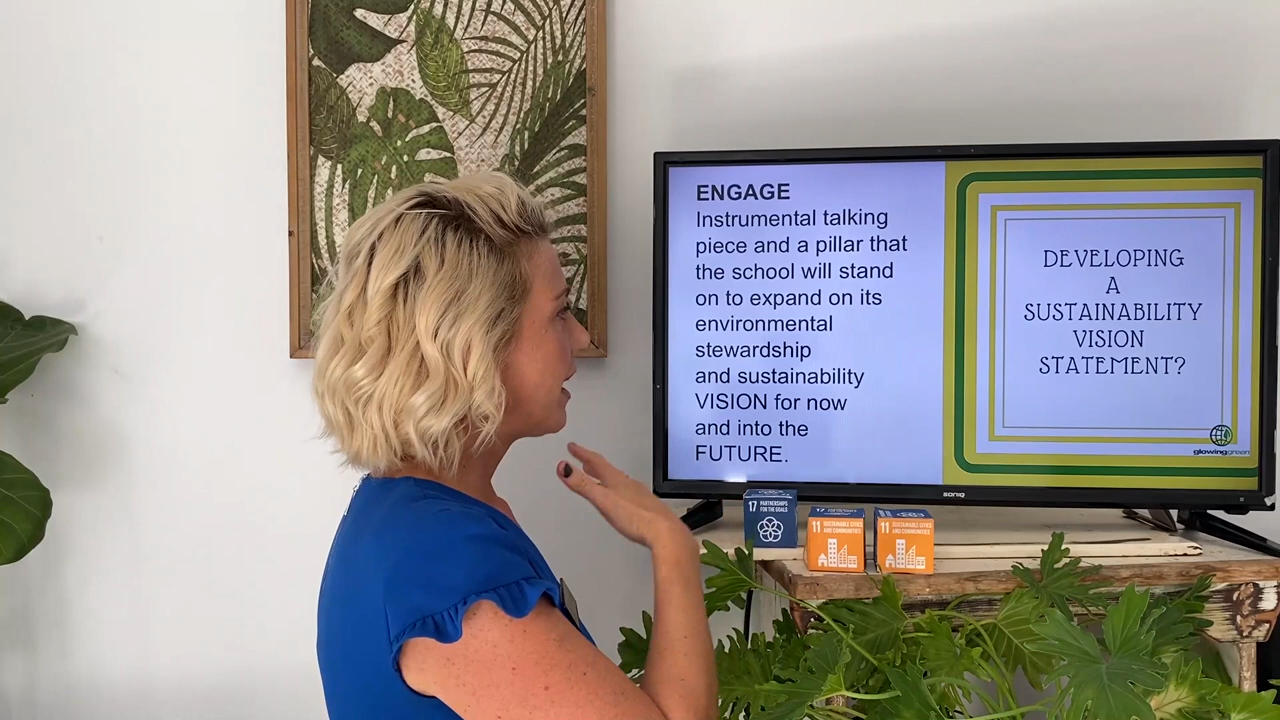 ENGAGE
Instrumental talking
piece and a pillar that
the school will stand
on to expand on its
environmental
stewardship
and sustainability
VISION for now
and into the
FUTURE.
DEVELOPING
A
SUSTAINABILITY
VISION
STATEMENT?
glowinggreen
SONIQ
17 PARTNERSHIPS
FOR THE GOALS
11 SUSTAINABLE CITIES
AND COMMUNITIES
11 SUSTAINABLE CITIES
AND COMMUNITIES